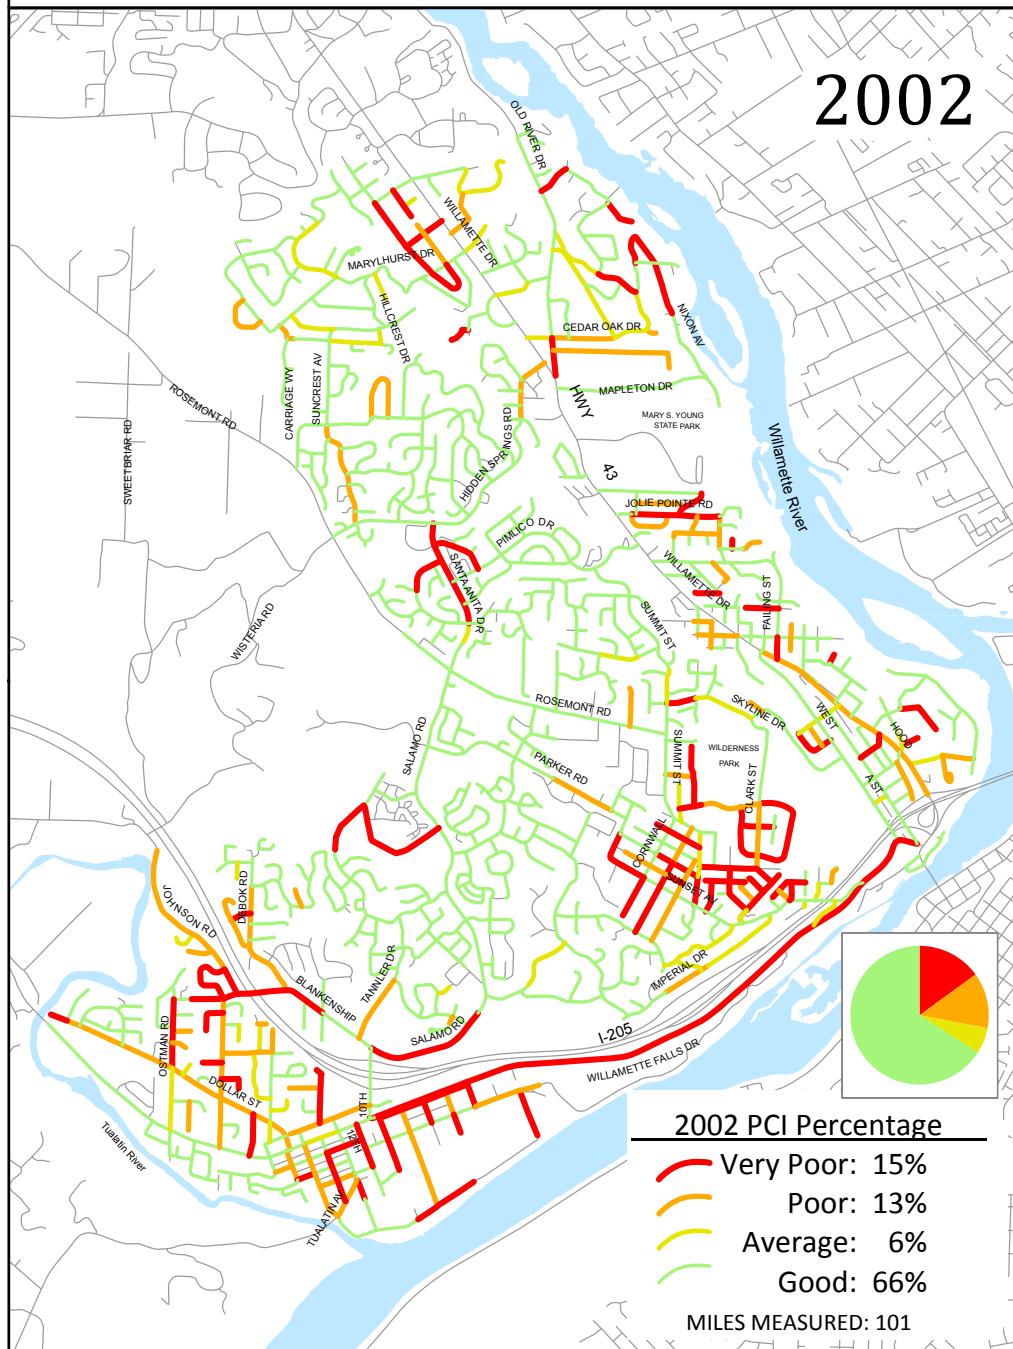 2002
OLD RIVER DR
WILLAMETTE DR
MARYLHURST DR
HILLCREST DR
NIXON AV
CEDAR OAK DR
CARRIAGE WY
SUNCREST AV
ROSEMONT RD
SWEETBRIAR RD
MAPLETON DR
HWY
43
MARY S. YOUNG
STATE PARK
HIDDEN SPRINGS RD
Willamette River
JOLIE POINTE RD
PIMLICO DR
SANTA ANITA DR
WILLAMETTE DR
FAILING ST
SUMMIT ST
WISTERIA RD
ROSEMONT RD
SKYLINE DR
WEST
HOOD
A ST
SALAMO RD
SUMMIT ST
WILDERNESS
PARK
PARKER RD
CLARK ST
CORNWALL
SUNSET AV
JOHNSON RD
DEBOK RD
TANNLER DR
IMPERIAL DR
BLANKENSHIP
SALAMO RD
I-205
WILLAMETTE FALLS DR
OSTMAN RD
DOLLAR ST
10TH
12TH
Tualatin River
TUALATIN AV
2002 PCI Percentage
Very Poor: 15%
Poor: 13%
Average: 6%
Good: 66%
MILES MEASURED: 101